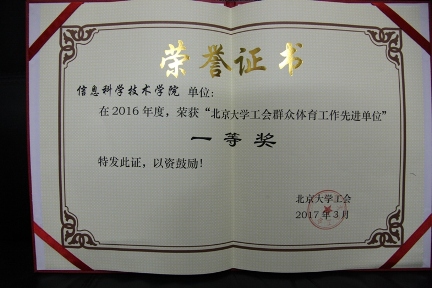 荣誉证书
信息科学技术学院 单位:
在2016年度,荣获“北京大学工会群众体育工作先进单位”
一等奖
特发此证,以资鼓励!
北京大学工会
2017年3月